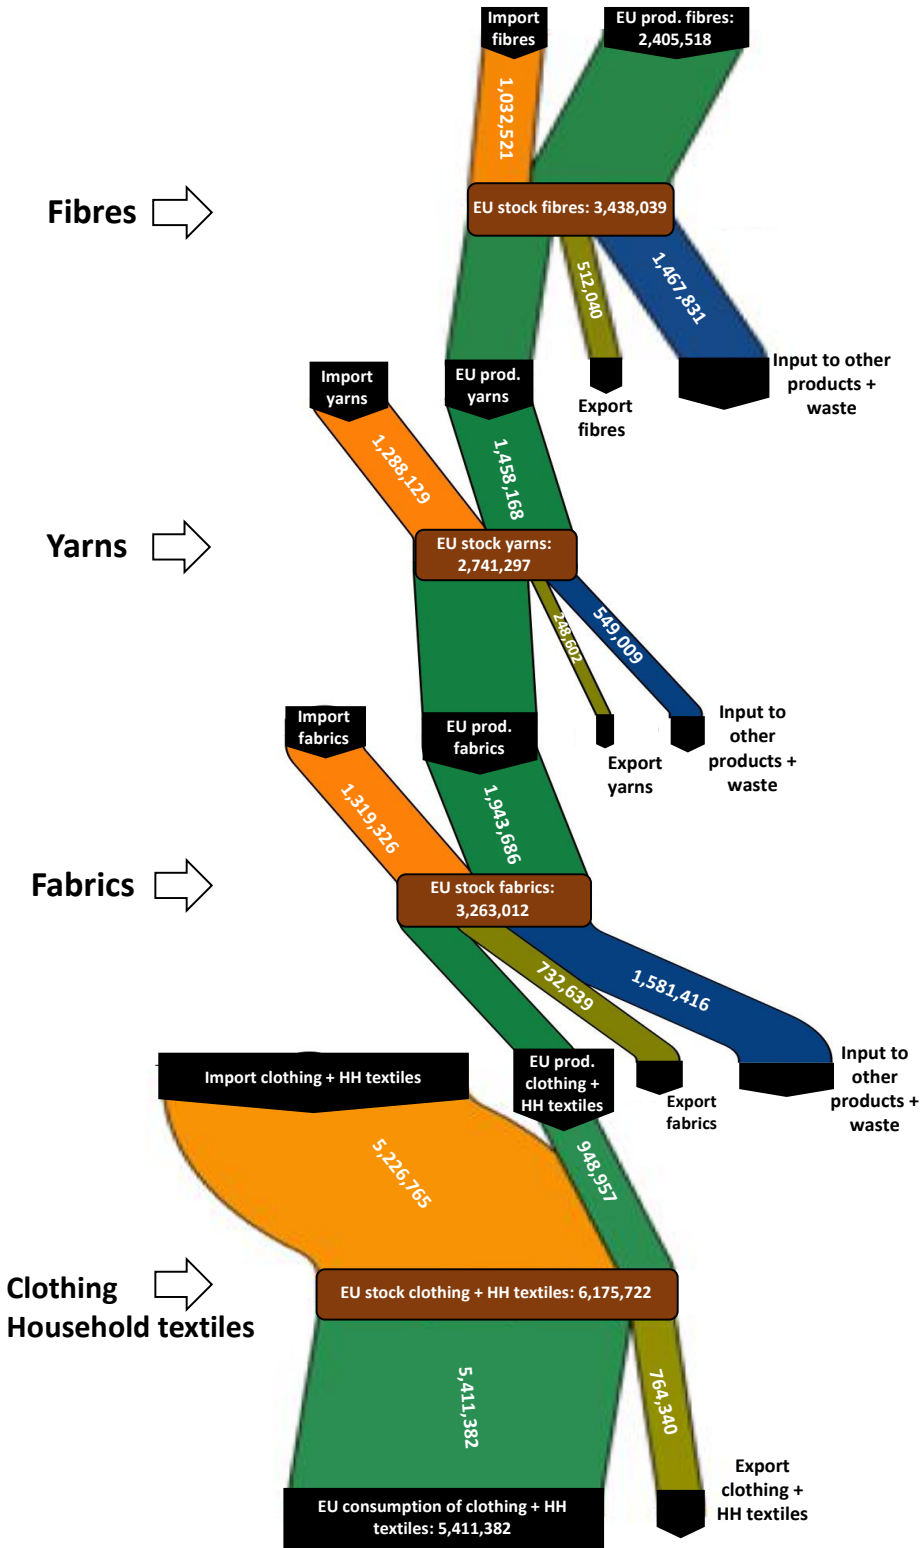 Import
fibres
EU prod. fibres:
2,405,518
1,032,521
Fibres
EU stock fibres: 3,438,039
512,040
1,467,831
Import
yarns
EU prod.
yarns
Export
fibres
Input to other
products +
waste
1,288,129
1,458,168
Yarns
EU stock yarns:
2,741,297
248,602
549,009
Import
fabrics
EU prod.
fabrics
Export
yarns
Input to
other
products +
waste
1,319,326
1,943,686
Fabrics
EU stock fabrics:
3,263,012
732,639
1,581,416
Import clothing + HH textiles
EU prod.
clothing +
HH textiles
Export
fabrics
Input to
other
products +
waste
5,226,765
948,957
Clothing
Household textiles
EU stock clothing + HH textiles: 6,175,722
5,411,382
764,340
EU consumption of clothing + HH
textiles: 5,411,382
Export
clothing +
HH textiles